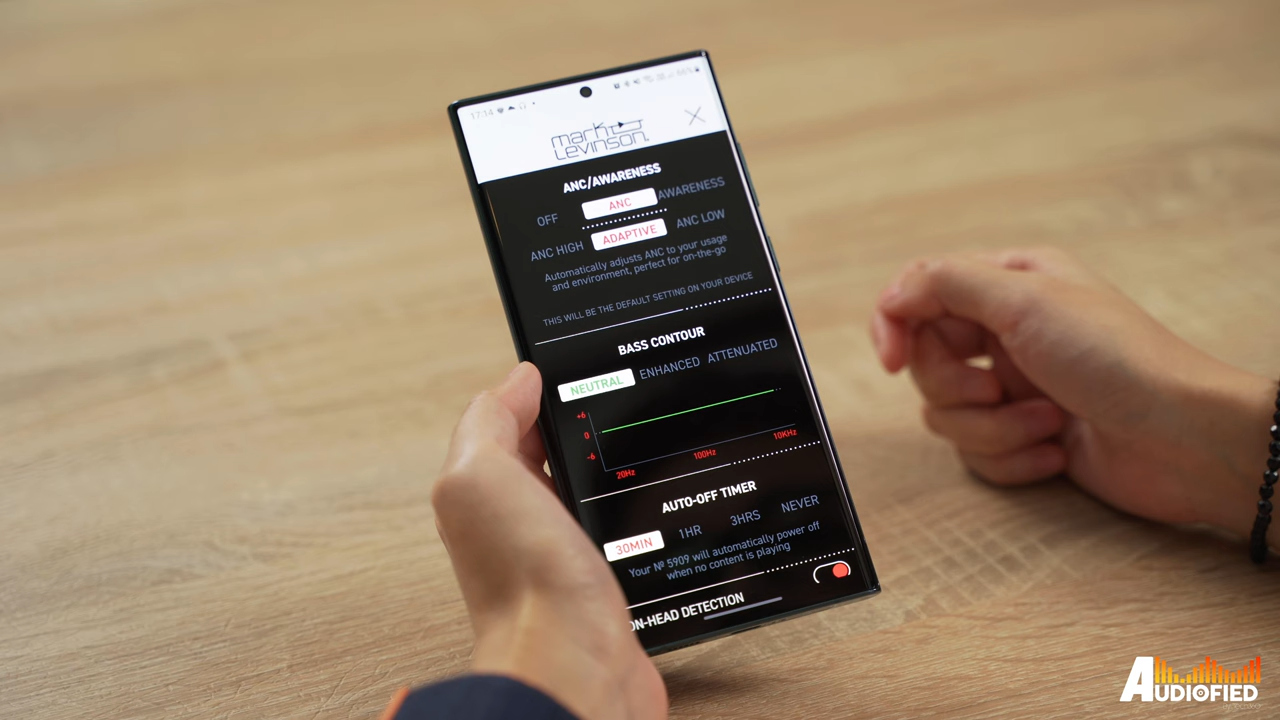 17:14
66%
mark
Levinson.
ANC/AWARENESS
OFF ANC AWARENESS
ANC HIGH ADAPTIVE ANC LOW
Automatically adjusts ANC to your usage
and environment, perfect for on-the-go
THIS WILL BE THE DEFAULT SETTING ON YOUR DEVICE
BASS CONTOUR
NEUTRAL ENHANCED ATTENUATED
+6
0
-6
20Hz 100Hz 10KHz
AUTO-OFF TIMER
30MIN 1HR 3HRS NEVER
Your № 5909 will automatically power off
when no content is playing
ON-HEAD DETECTION
AUDIOFIED